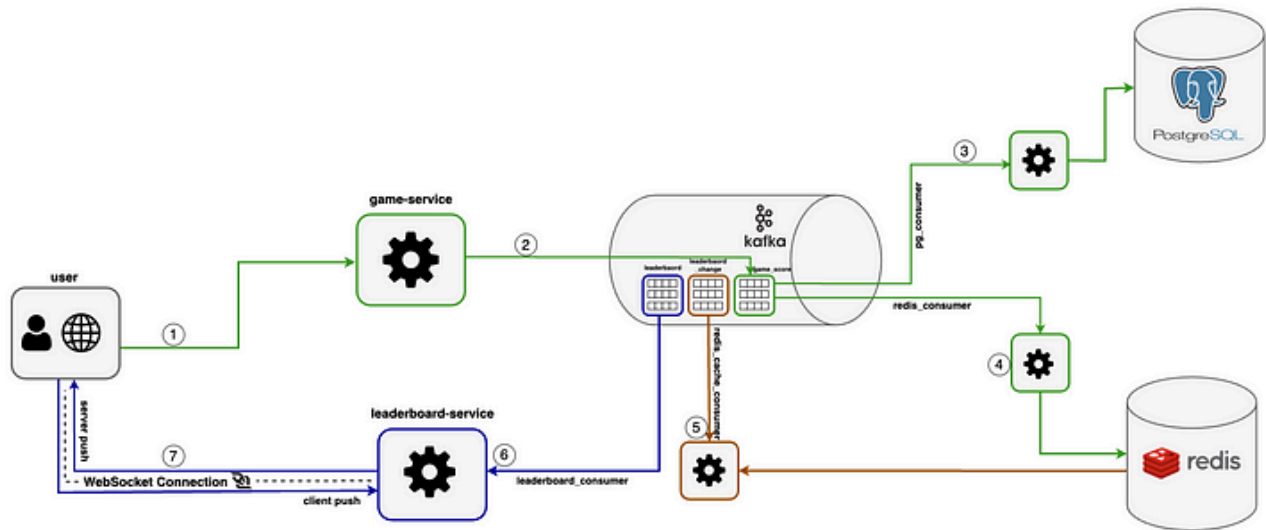 PostgreSQL
3
game-service
pg_consumer
kafka
2
leaderboard
leaderboard
change
game_score
user
redis_consumer
1
4
redis_cache_consumer
leaderboard-service
server push
5
7
6
redis
WebSocket Connection
leaderboard_consumer
client push